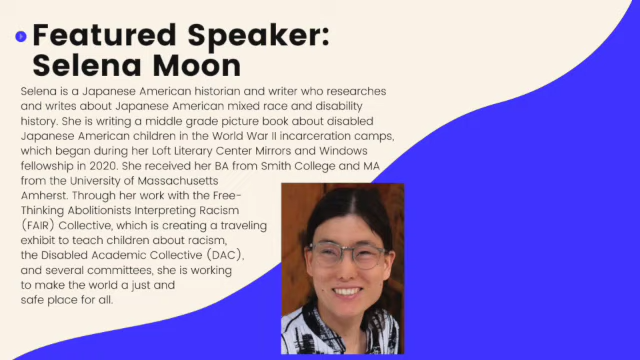 Featured Speaker:
Selena Moon
Selena is a Japanese American historian and writer who researches
and writes about Japanese American mixed race and disability
history. She is writing a middle grade picture book about disabled
Japanese American children in the World War II incarceration camps,
which began during her Loft Literary Center Mirrors and Windows
fellowship in 2020. She received her BA from Smith College and MA
from the University of Massachusetts
Amherst. Through her work with the Free-
Thinking Abolitionists Interpreting Racism
(FAIR) Collective, which is creating a traveling
exhibit to teach children about racism,
the Disabled Academic Collective (DAC),
and several committees, she is working
to make the world a just and
safe place for all.